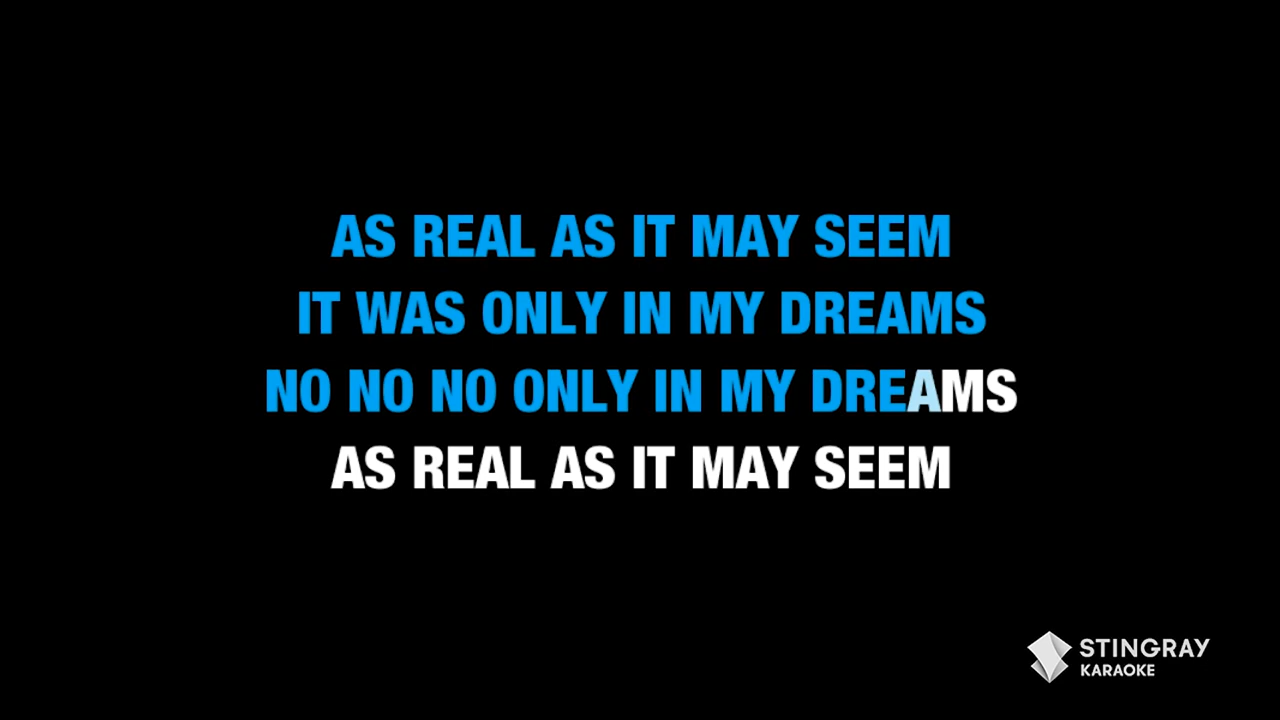 AS REAL AS IT MAY SEEM
IT WAS ONLY IN MY DREAMS
NO NO NO ONLY IN MY DREAMS
AS REAL AS IT MAY SEEM
STINGRAY
KARAOKE